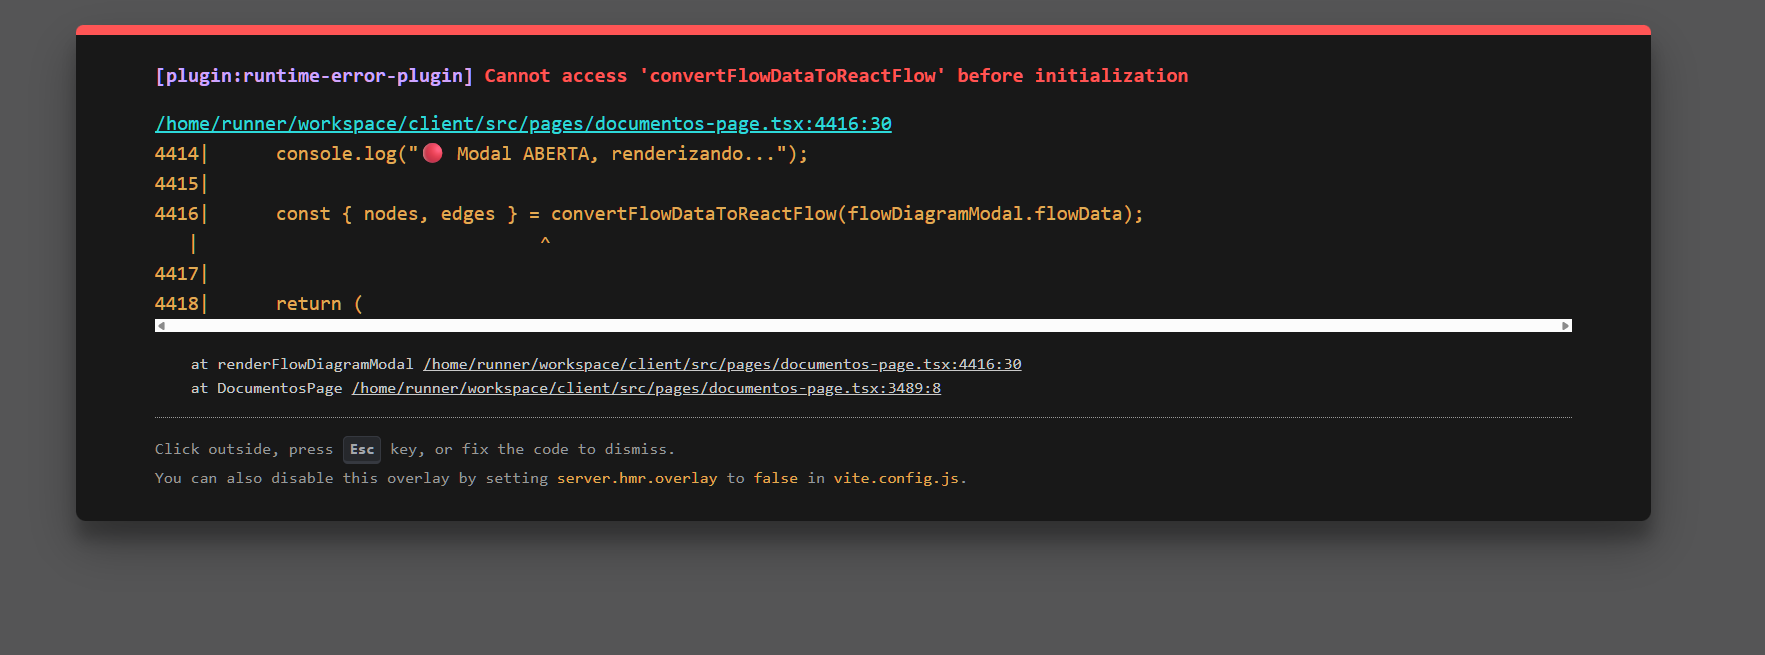 [plugin:runtime-error-plugin] Cannot access 'convertFlowDataToReactFlow' before initialization
/home/runner/workspace/client/src/pages/documentos-page.tsx:4416:30
4414|      console.log("🔴 Modal ABERTA, renderizando...");
4415|
4416|      const { nodes, edges } = convertFlowDataToReactFlow(flowDiagramModal.flowData);
   |                               ^
4417|
4418|      return (
at renderFlowDiagramModal /home/runner/workspace/client/src/pages/documentos-page.tsx:4416:30
at DocumentosPage /home/runner/workspace/client/src/pages/documentos-page.tsx:3489:8
Click outside, press Esc key, or fix the code to dismiss.
You can also disable this overlay by setting server.hmr.overlay to false in vite.config.js.